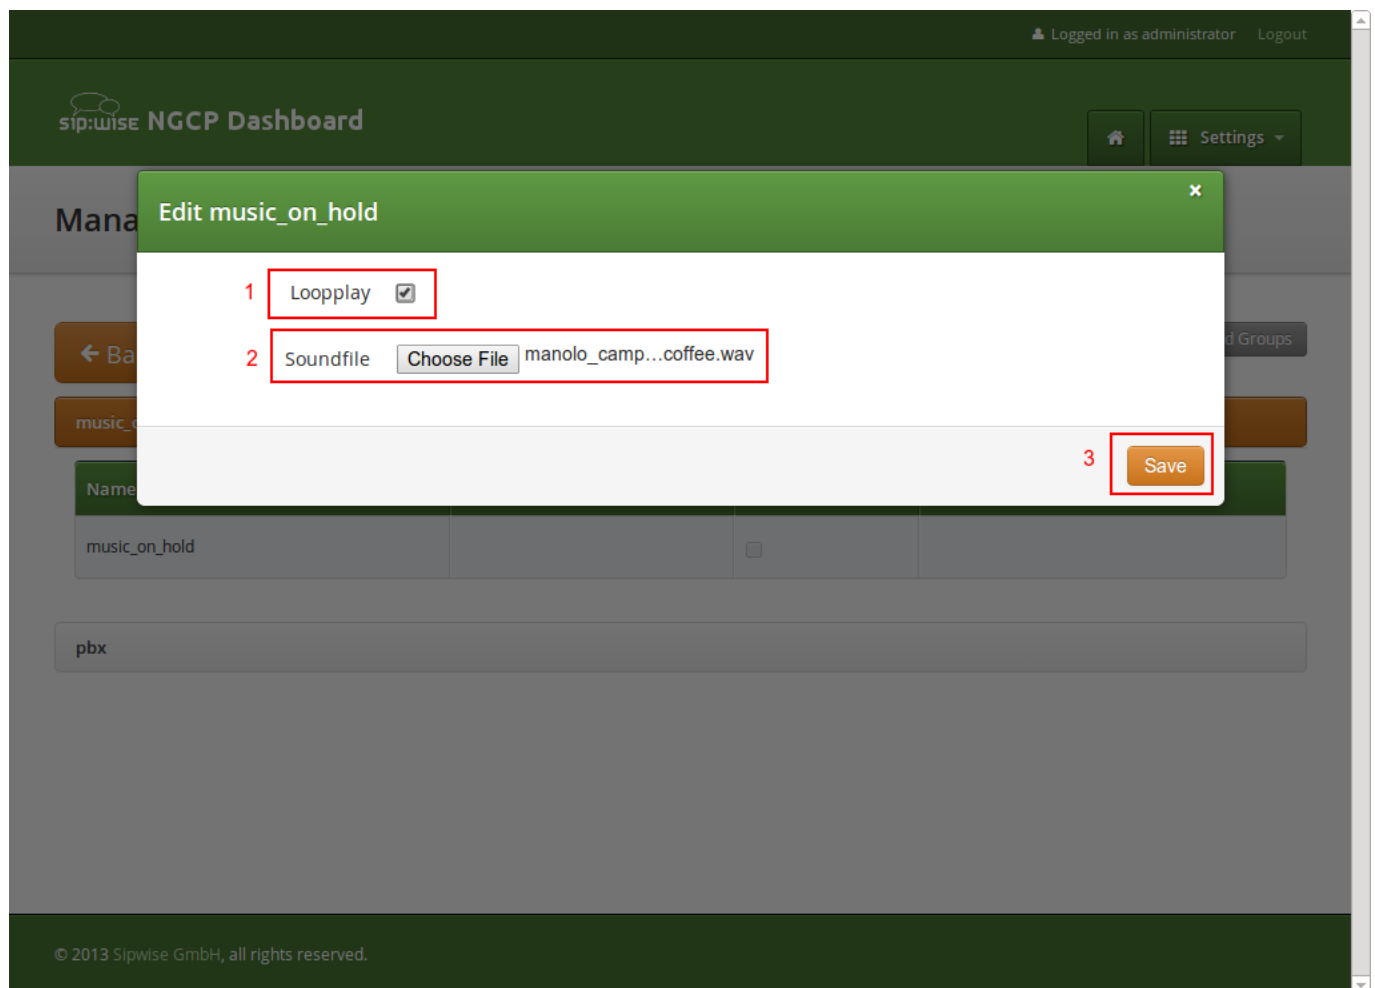 Logged in as administrator Logout
sip:wise NGCP Dashboard
Settings
Mana
Edit music_on_hold
×
1 Loopplay
d Groups
Ba
2 Soundfile Choose File manolo_camp...coffee.wav
music_
3 Save
Name
music_on_hold
pbx
© 2013 Sipwise GmbH, all rights reserved.